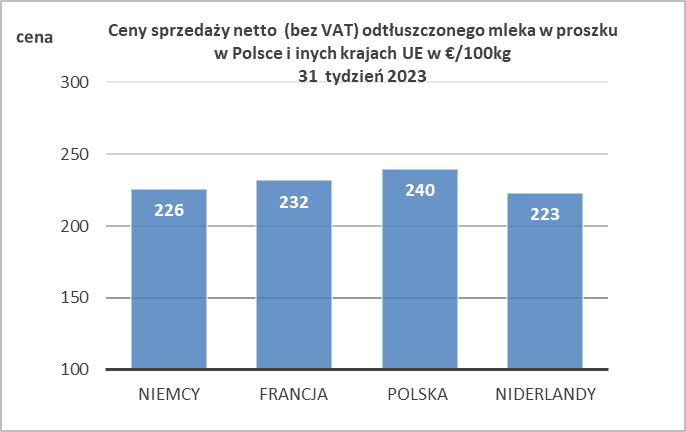 cena
Ceny sprzedaży netto  (bez VAT) odtłuszczonego mleka w proszku
w Polsce i inych krajach UE w €/100kg
31  tydzień 2023
300
250
200
150
100
226
232
240
223
NIEMCY
FRANCJA
POLSKA
NIDERLANDY